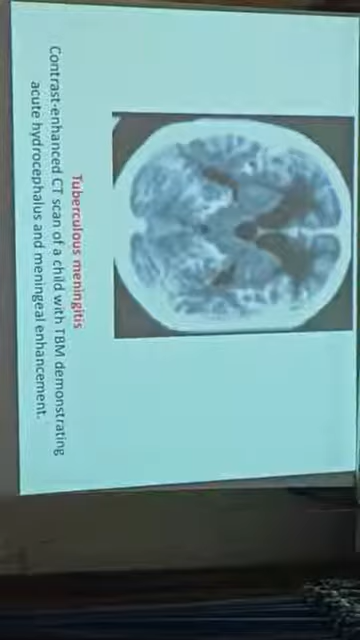 Tuberculous meningitis
Contrast-enhanced CT scan of a child with TBM demonstrating
acute hydrocephalus and meningeal enhancement.